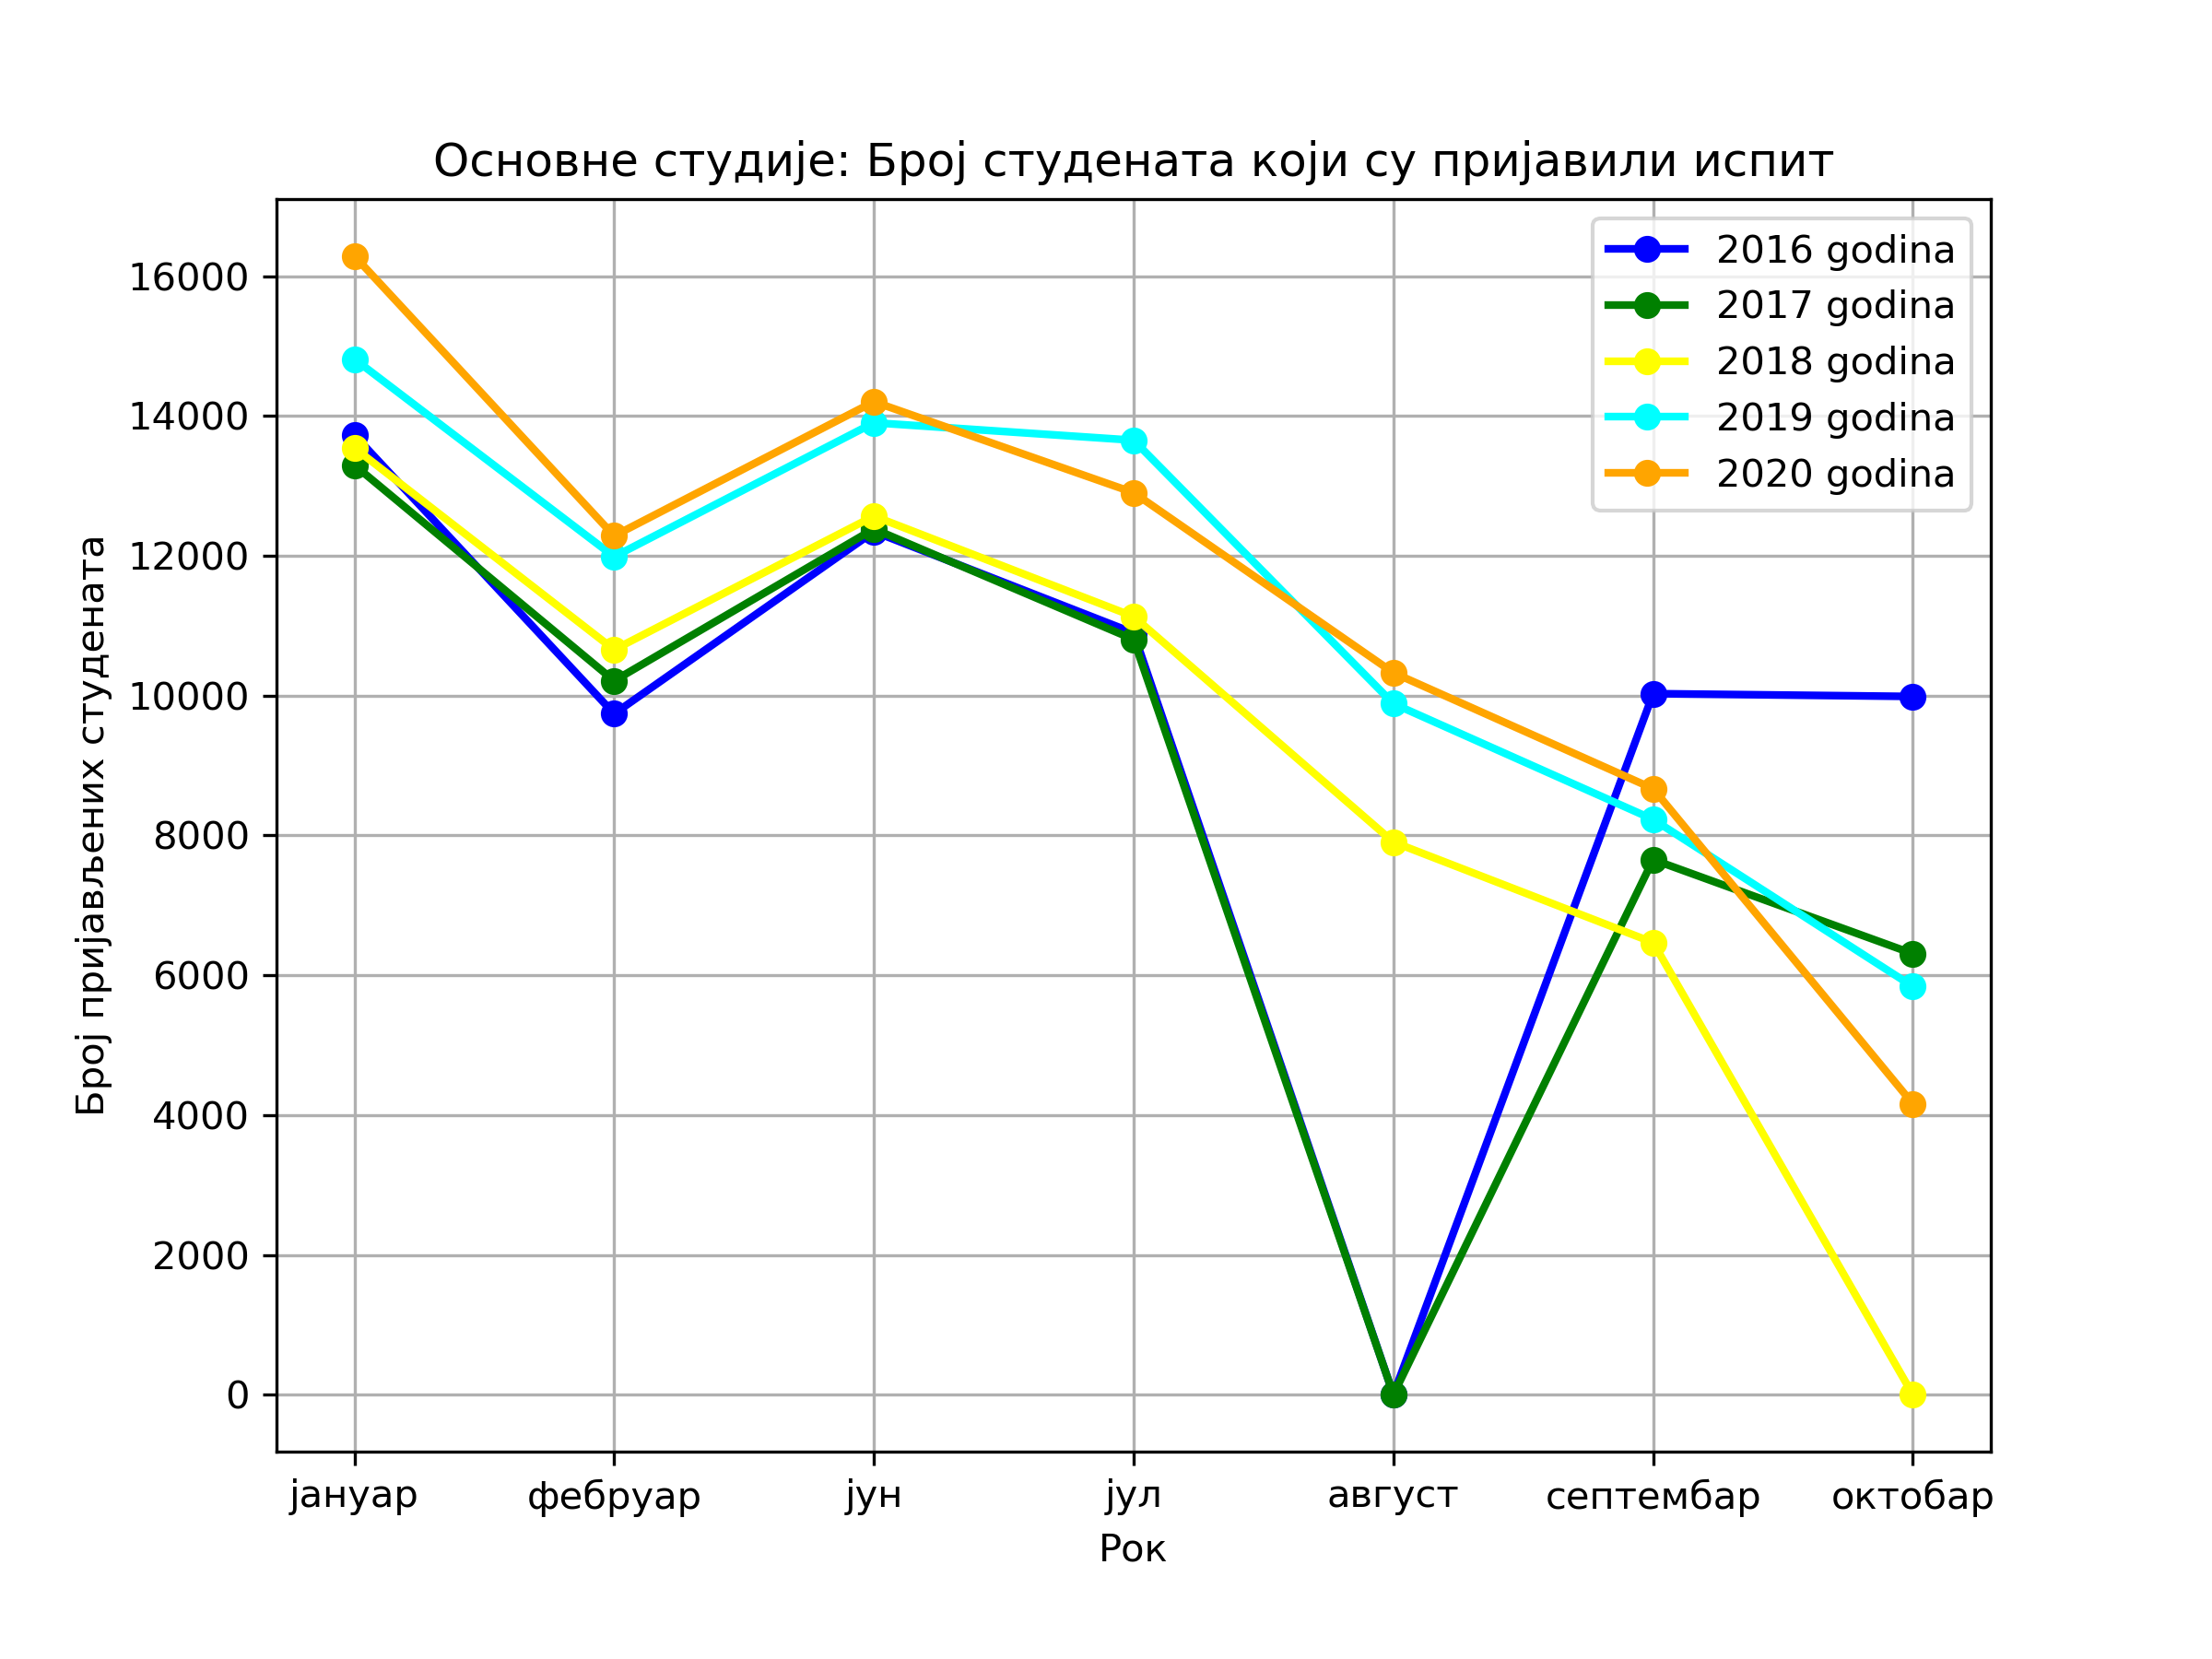 Основне студије: Број студената који су пријавили испит
2016 godina
2017 godina
2018 godina
2019 godina
2020 godina
Број пријављених студената
16000
14000
12000
10000
8000
6000
4000
2000
0
јануар фебруар јун јул август септембар октобар
Рок